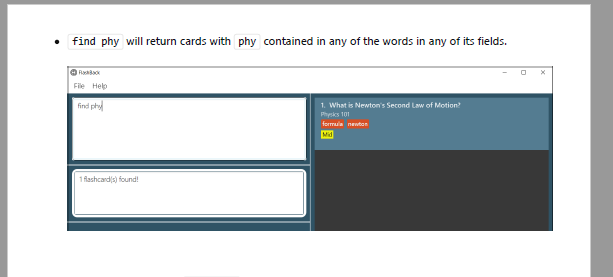 • find phy will return cards with phy contained in any of the words in any of its fields.
FlashBack
File Help
find phy
1 flashcard(s) found!
1. What is Newton's Second Law of Motion?
Physics 101
formula newton
Mid